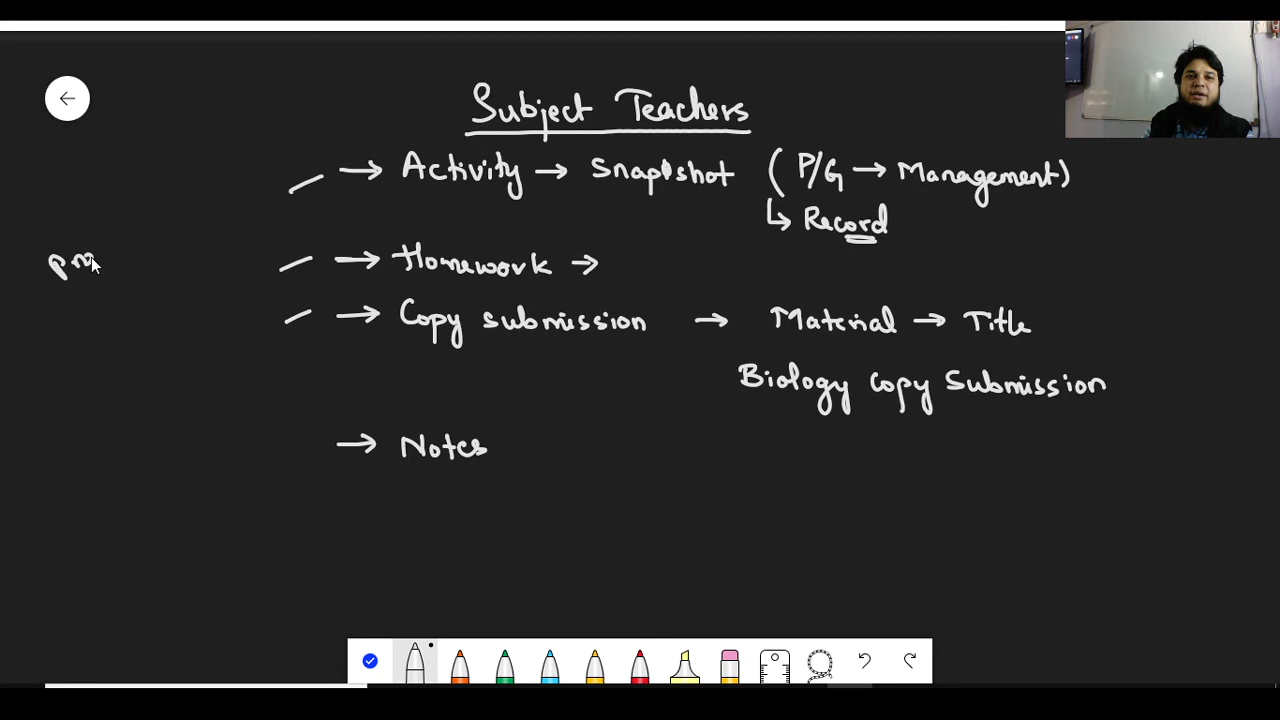 Subject Teachers
→ Activity → Snapshot (P/G → Management)
↳ Record
→ Homework →
→ Copy submission → Material → Title
Biology Copy Submission
→ Notes